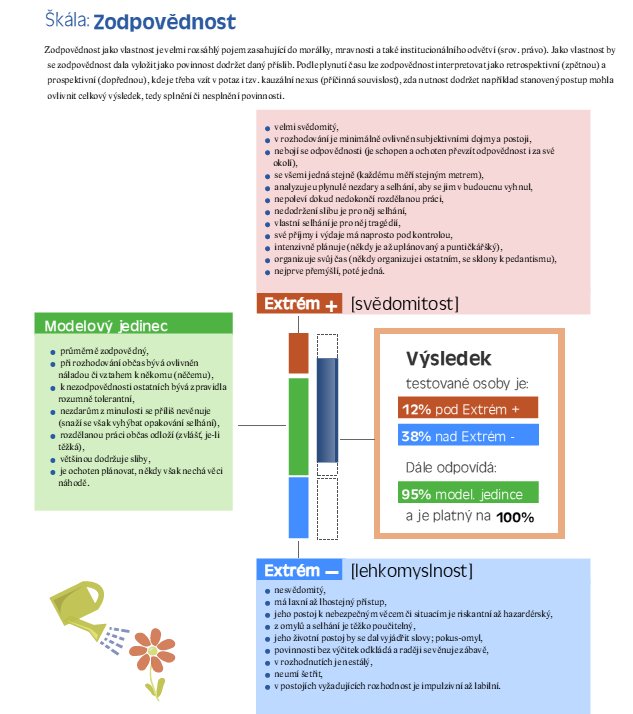 Škála: Zodpovědnost
Zodpovědnost jako vlastnost je velmi rozsáhlý pojem zasahující do morálky, mravnosti a také institucionálního odvětví (srov. právo). Jako vlastnost by
se zodpovědnost dala vyložit jako povinnost dodržet daný příslib. Podle plynutí času lze zodpovědnost interpretovat jako retrospektivní (zpětnou) a
prospektivní (dopřednou), kde je třeba vzít v potaz i tzv. kauzální nexus (příčinná souvislost), zda nutnost dodržet například stanovený postup mohla
ovlivnit celkový výsledek, tedy splnění či nesplnění povinnosti.
velmi svědomitý,
v rozhodování je minimálně ovlivněn subjektivními dojmy a postoji,
nebojí se odpovědnosti (je schopen a ochoten převzít odpovědnost i za své
okolí),
se všemi jedná stejně (každému měří stejným metrem),
analyzuje uplynulé nezdary a selhání, aby se jim v budoucnu vyhnul,
nepoleví dokud nedokončí rozdělanou práci,
nedodržení slibu je pro něj selhání,
vlastní selhání je pro něj tragédií,
své příjmy i výdaje má naprosto pod kontrolou,
intenzivně plánuje (někdy je až uplánovaný a puntičkářský),
organizuje svůj čas (někdy organizuje i ostatním, se sklony k pedantismu),
nejprve přemýšlí, poté jedná.
Extrém + [svědomitost]
Modelový jedinec
průměrně zodpovědný,
při rozhodování občas bývá ovlivněn
náladou či vztahem k někomu (něčemu),
k nezodpovědnosti ostatních bývá zpravidla
rozumně tolerantní,
nezdarům z minulosti se příliš nevěnuje
(snaží se však vyhýbat opakování selhání),
rozdělanou práci občas odloží (zvlášť, je-li
těžká),
většinou dodržuje sliby,
je ochoten plánovat, někdy však nechá věci
náhodě.
Výsledek
testované osoby je:
12% pod Extrém +
38% nad Extrém -
Dále odpovídá:
95% model. jedince
a je platný na 100%
Extrém – [lehkomyslnost]
nesvědomitý,
má laxní až lhostejný přístup,
jeho postoj k nebezpečným věcem či situacím je riskantní až hazardérský,
z omylů a selhání je těžko poučitelný,
jeho životní postoj by se dal vyjádřit slovy; pokus-omyl,
povinnosti bez výčitek odkládá a raději se věnuje zábavě,
v rozhodnutích je nestálý,
neumí šetřit,
v postojích vyžadujících rozhodnost je impulzivní až labilní.